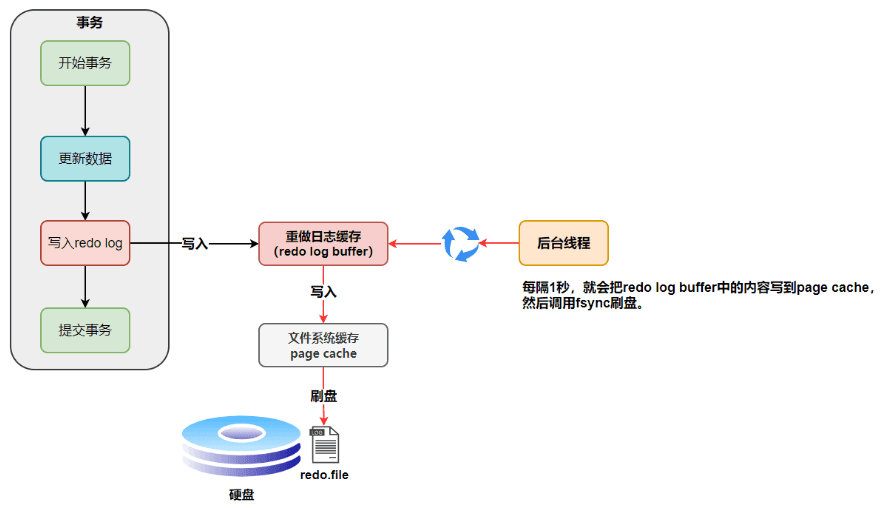 事务
开始事务
更新数据
写入redo log
提交事务
写入
重做日志缓存
（redo log buffer）
后台线程
每隔1秒，就会把redo log buffer中的内容写到page cache，
然后调用fsync刷盘。
写入
文件系统缓存
page cache
刷盘
LOG
redo.file
硬盘